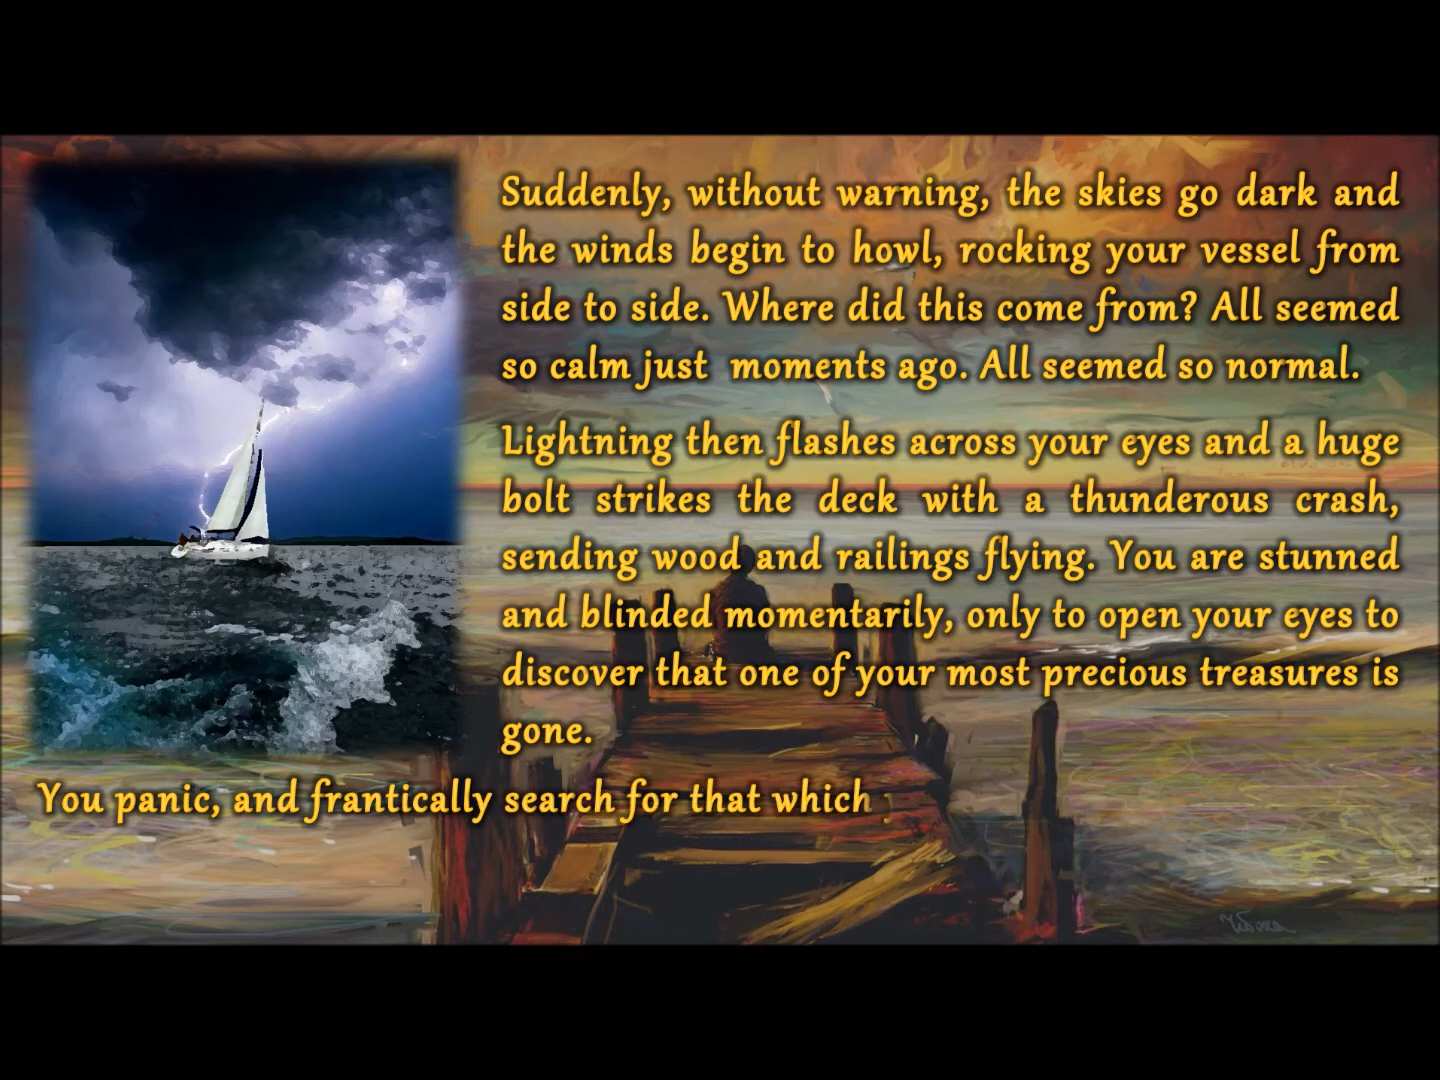 Suddenly, without warning, the skies go dark and
the winds begin to howl, rocking your vessel from
side to side. Where did this come from? All seemed
so calm just moments ago. All seemed so normal.
Lightning then flashes across your eyes and a huge
bolt strikes the deck with a thunderous crash,
sending wood and railings flying. You are stunned
and blinded momentarily, only to open your eyes to
discover that one of your most precious treasures is
gone.
You panic, and frantically search for that which